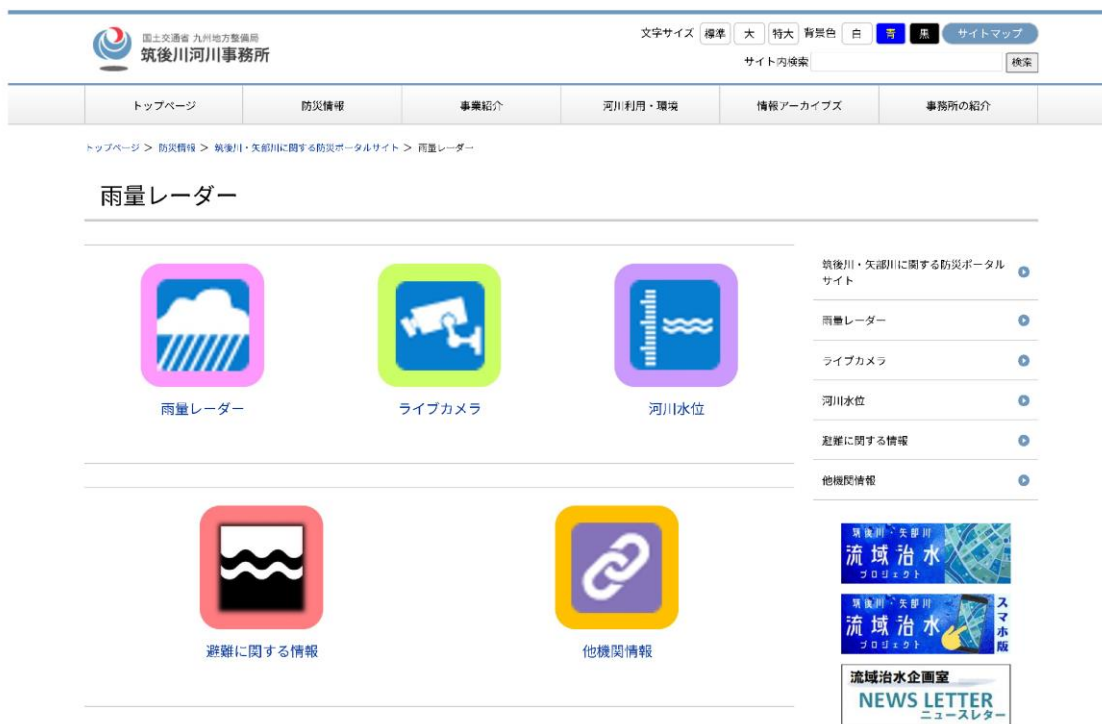 国土交通省 九州地方整備局
筑後川河川事務所
文字サイズ 標準 大 特大 背景色 白 青 黒 サイトマップ
サイト内検索 検索
トップページ 防災情報 事業紹介 河川利用・環境 情報アーカイブズ 事務所の紹介
トップページ > 防災情報 > 筑後川・矢部川に関する防災ポータルサイト > 雨量レーダー
雨量レーダー
雨量レーダー ライブカメラ 河川水位
避難に関する情報 他機関情報
筑後川・矢部川に関する防災ポータル
サイト
雨量レーダー
ライブカメラ
河川水位
避難に関する情報
他機関情報
筑後川・矢部川
流域治水
プロジェクト
筑後川・矢部川
流域治水
プロジェクト
スマホ版
流域治水企画室
NEWS LETTER
ニュースレター